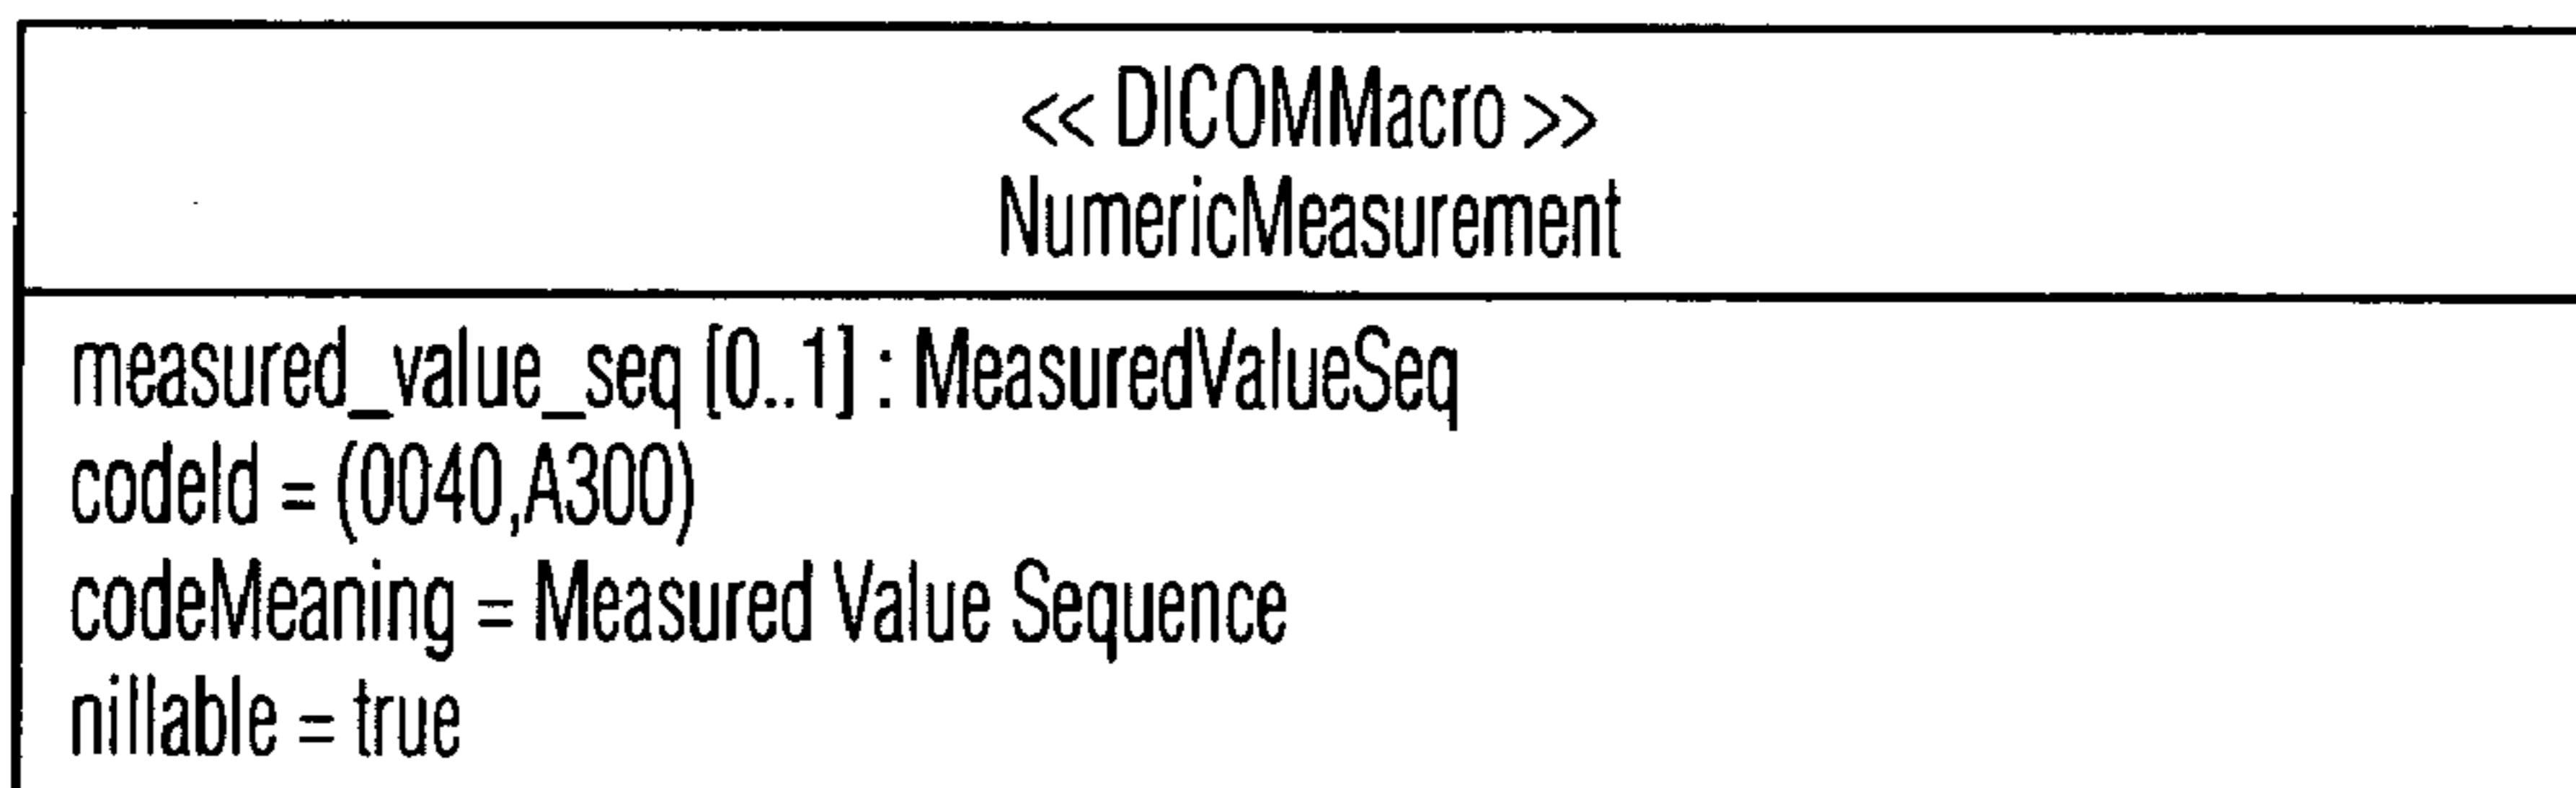 << DICOMMacro >>
NumericMeasurement
measured_value_seq [0..1] : MeasuredValueSeq
codeId = (0040,A300)
codeMeaning = Measured Value Sequence
nillable = true